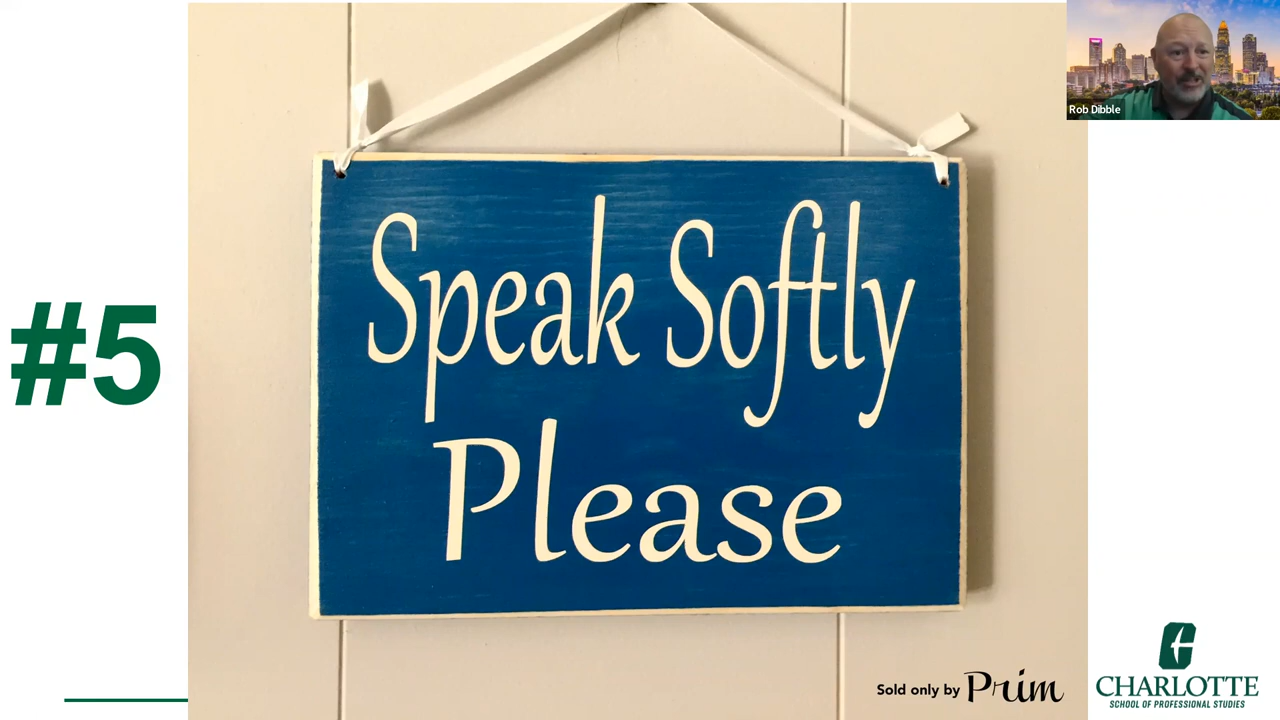 Rob Dibble
#5
Speak Softly
Please
Sold only by Prim
C
CHARLOTTE
SCHOOL OF PROFESSIONAL STUDIES